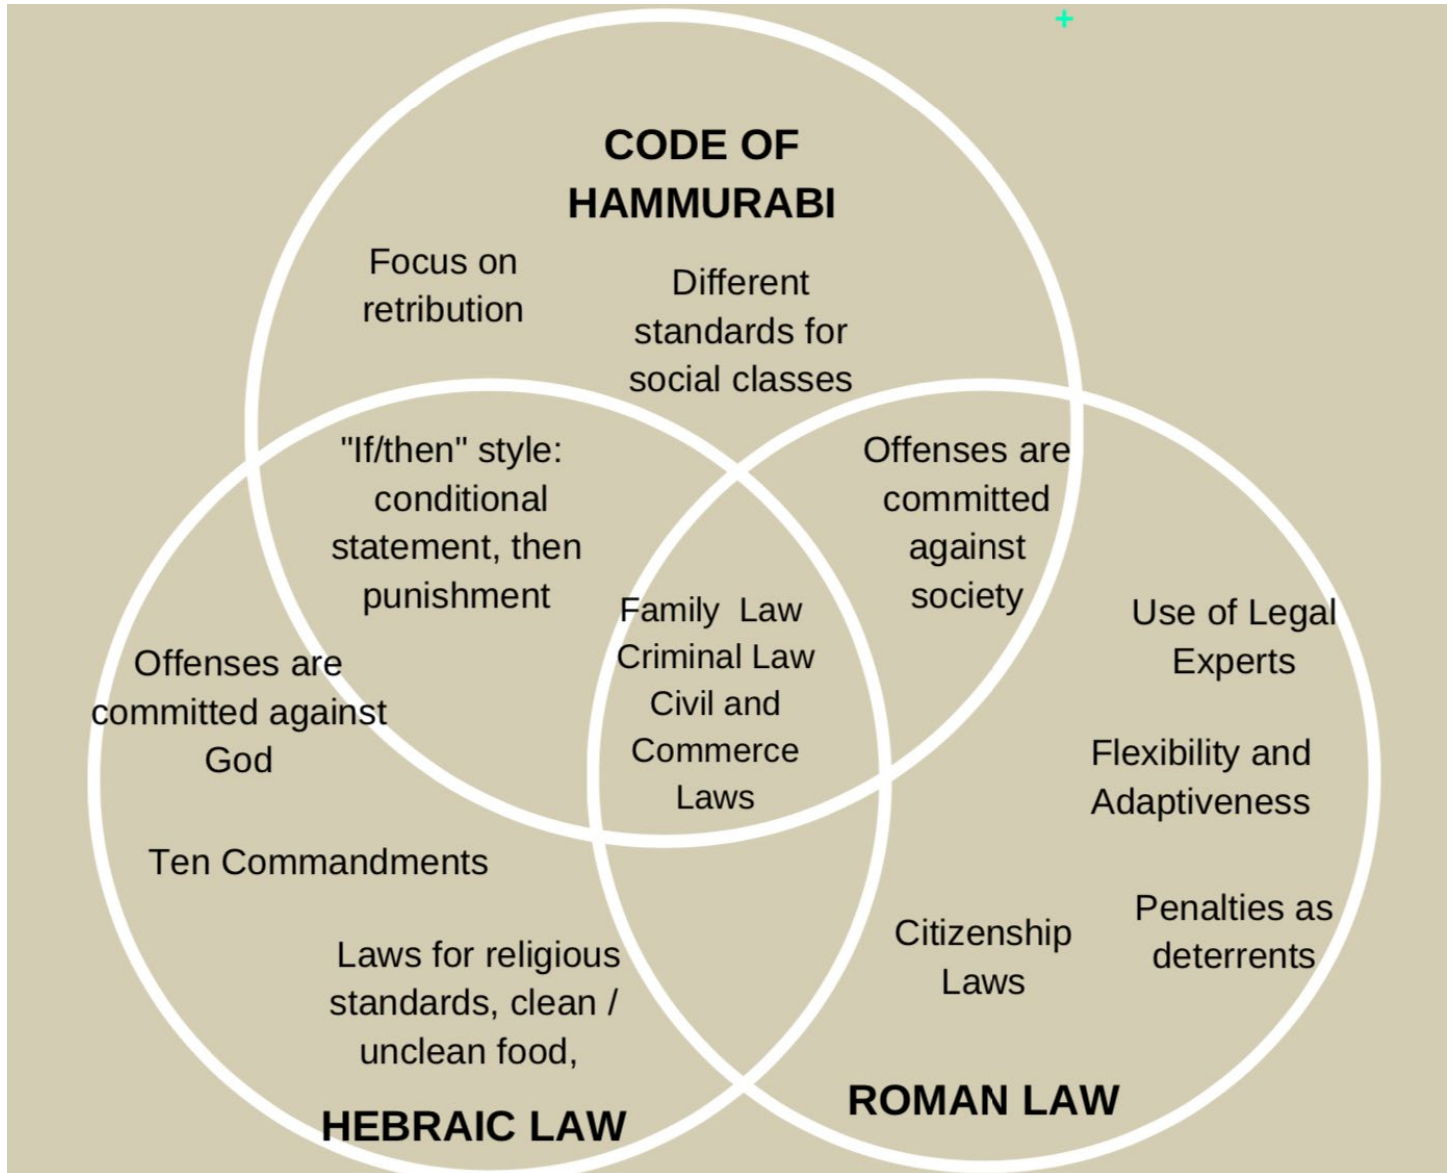 CODE OF
HAMMURABI
Focus on
retribution
Different
standards for
social classes
"If/then" style:
conditional
statement, then
punishment
Offenses are
committed
against
society
Family  Law
Criminal Law
Civil and
Commerce
Laws
Offenses are
committed against
God
Ten Commandments
Laws for religious
standards, clean /
unclean food,
HEBRAIC LAW
Use of Legal
Experts
Flexibility and
Adaptiveness
Penalties as
deterrents
Citizenship
Laws
ROMAN LAW